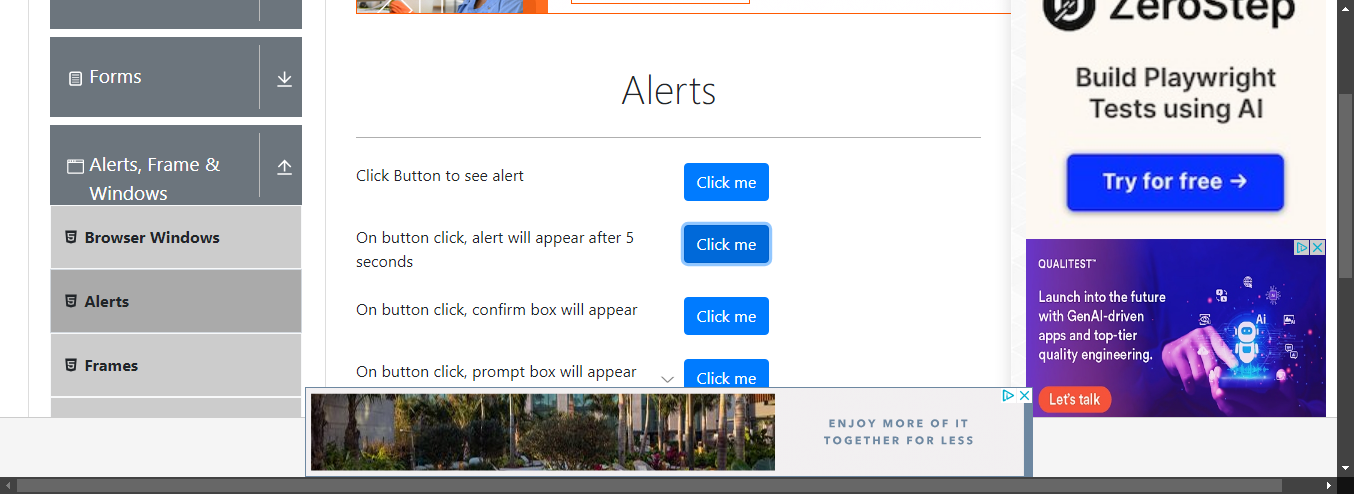 Forms
Alerts, Frame &
Windows
Browser Windows
Alerts
Frames
Alerts
Click Button to see alert
Click me
On button click, alert will appear after 5
seconds
Click me
On button click, confirm box will appear
Click me
On button click, prompt box will appear
Click me
ENJOY MORE OF IT
TOGETHER FOR LESS
ZeroStep
Build Playwright
Tests using AI
Try for free →
QUALITEST™
Launch into the future
with GenAI-driven
apps and top-tier
quality engineering.
Ai
Let's talk